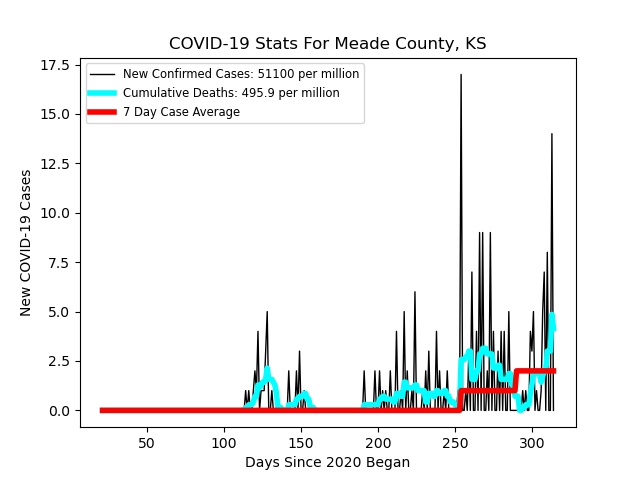 COVID-19 Stats For Meade County, KS
17.5
15.0
12.5
10.0
7.5
5.0
2.5
0.0
New COVID-19 Cases
New Confirmed Cases: 51100 per million
Cumulative Deaths: 495.9 per million
7 Day Case Average
50 100 150 200 250 300
Days Since 2020 Began